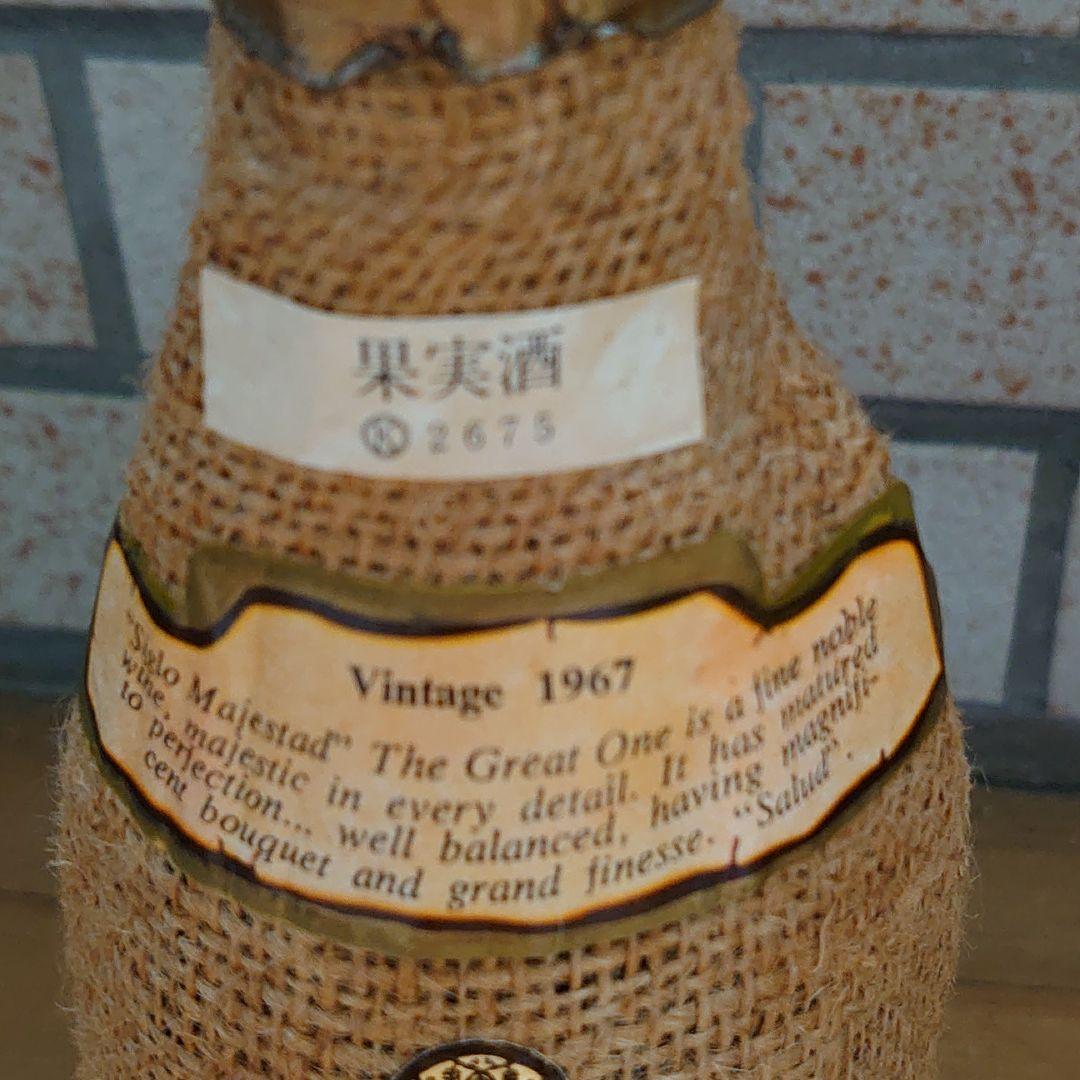 果実酒
Ⓚ2675
Vintage 1967
"Siglo Majestad" The Great One is a fine noble
wine, majestic in every detail. It has matured
to perfection... well balanced, having magnifi-
cent bouquet and grand finesse. "Salud".